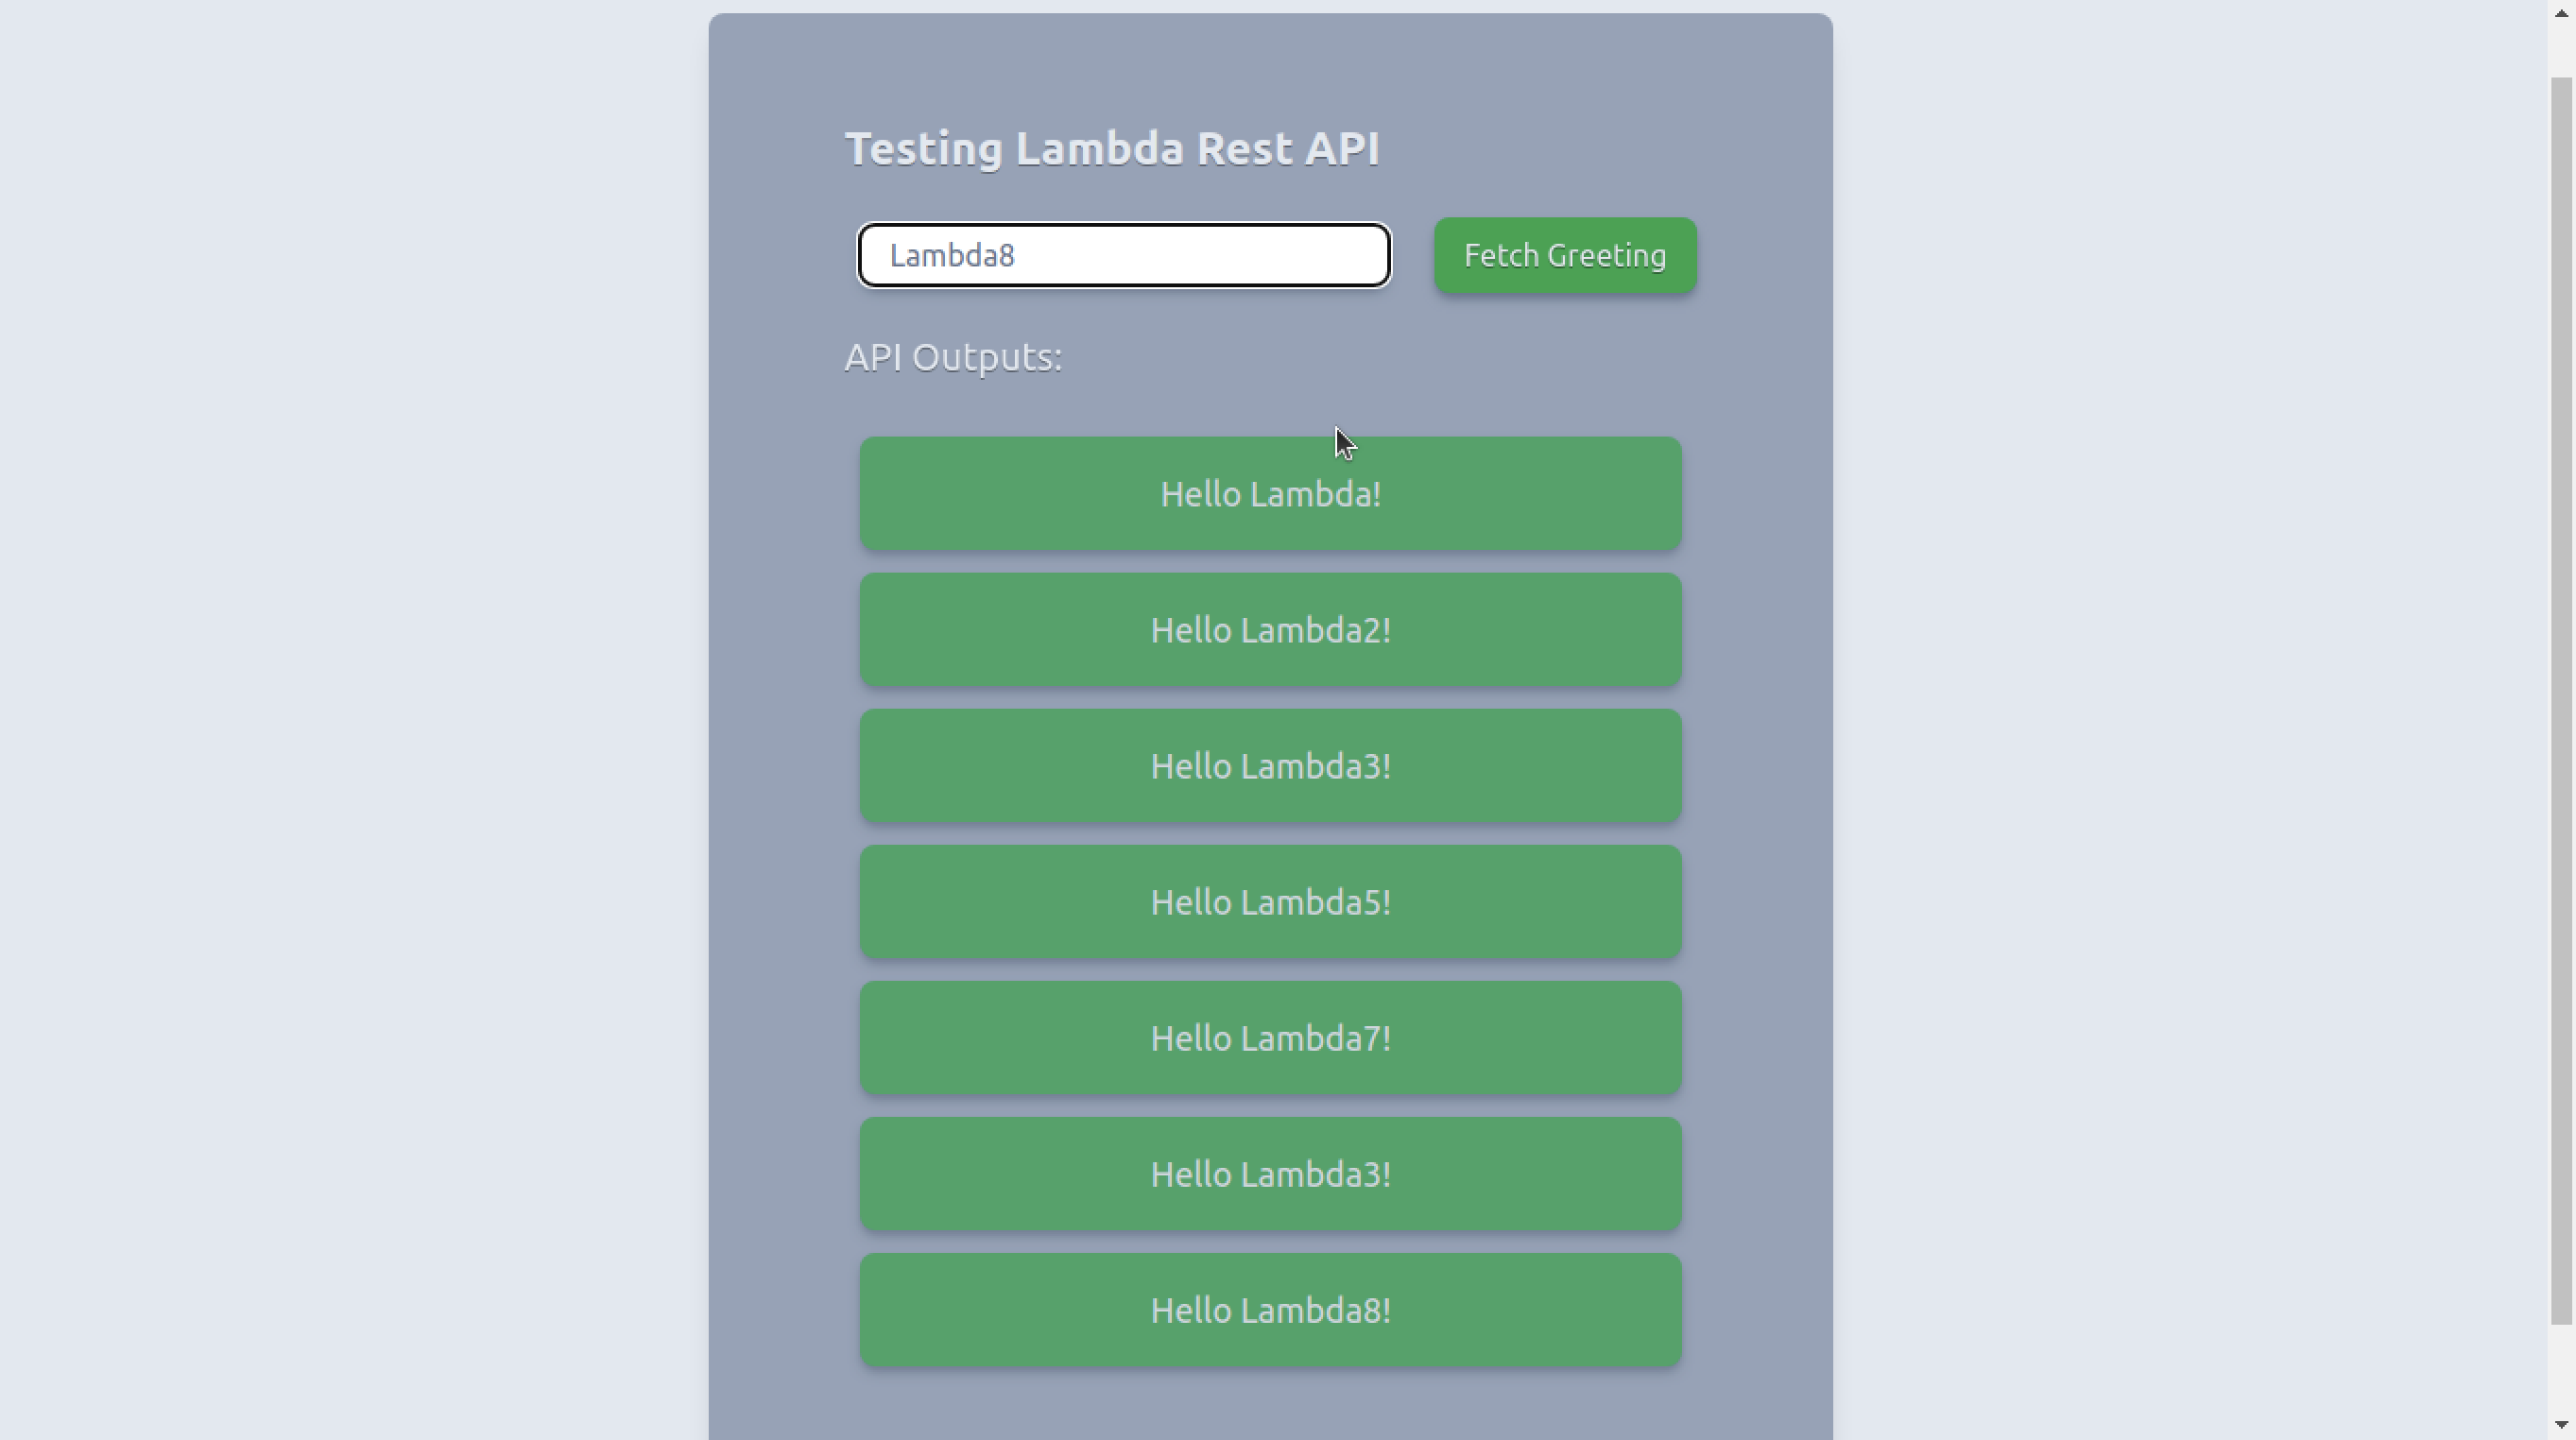 Testing Lambda Rest API
Lambda8
Fetch Greeting
API Outputs:
Hello Lambda!
Hello Lambda2!
Hello Lambda3!
Hello Lambda5!
Hello Lambda7!
Hello Lambda3!
Hello Lambda8!